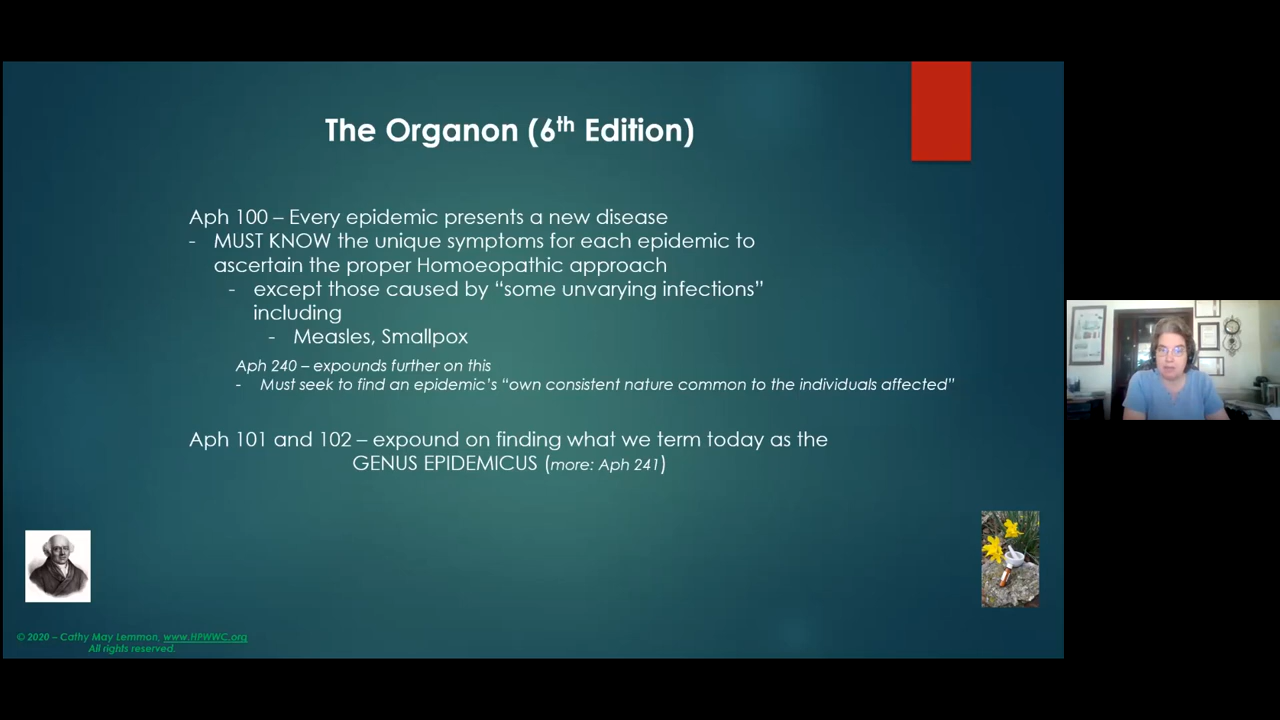 The Organon (6th Edition)
Aph 100 – Every epidemic presents a new disease
- MUST KNOW the unique symptoms for each epidemic to
ascertain the proper Homoeopathic approach
- except those caused by “some unvarying infections”
including
- Measles, Smallpox
Aph 240 – expounds further on this
- Must seek to find an epidemic’s “own consistent nature common to the individuals affected”
Aph 101 and 102 – expound on finding what we term today as the
GENUS EPIDEMICUS (more: Aph 241)
© 2020 – Cathy May Lemmon, www.HPWWC.org
All rights reserved.